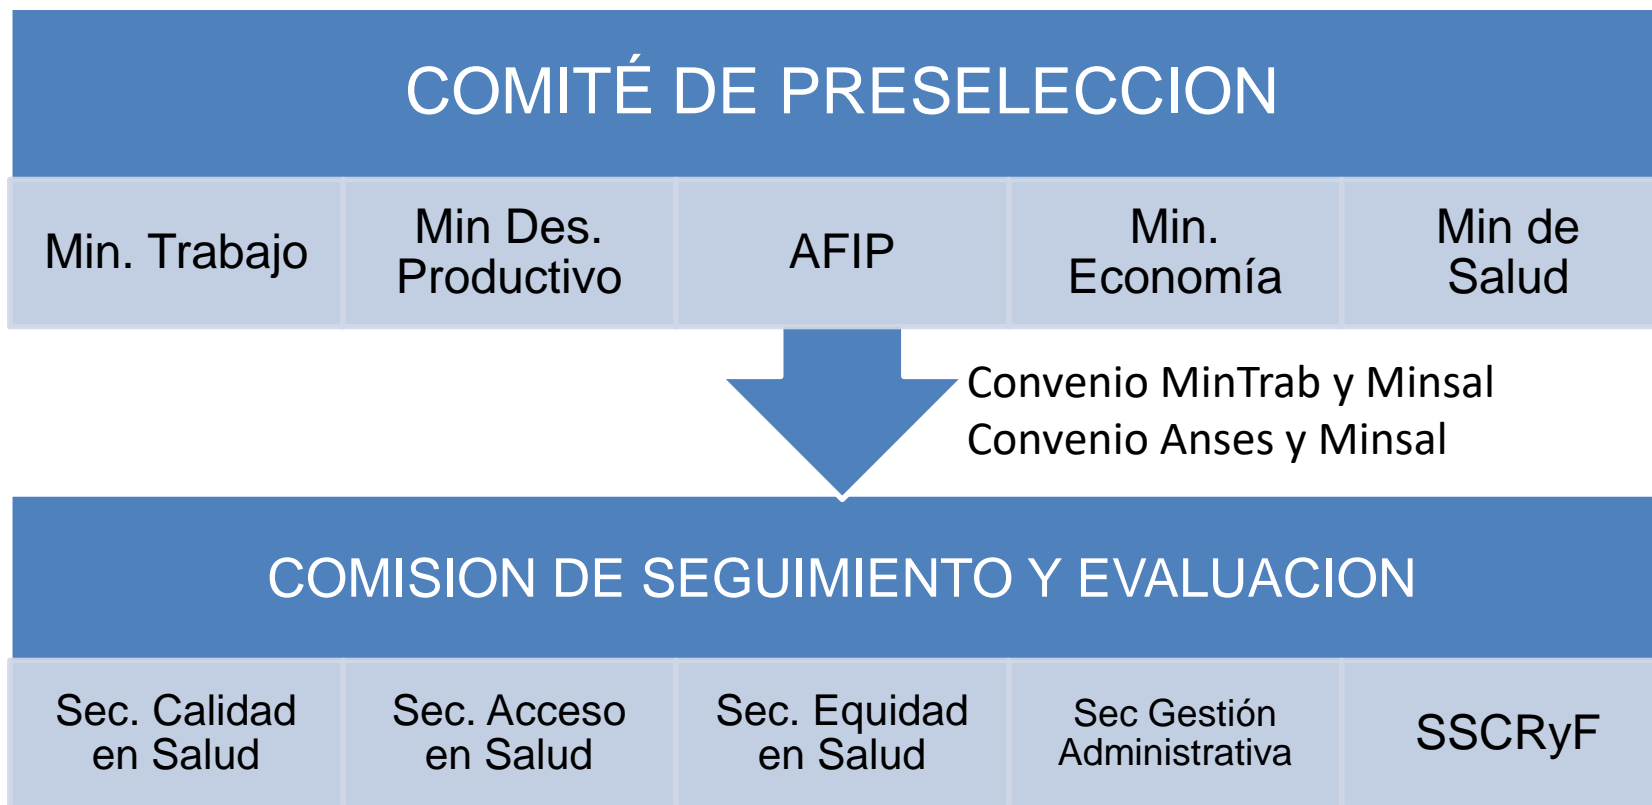 COMITÉ DE PRESELECCION
Min. Trabajo
Min Des.
Productivo
AFIP
Min.
Economía
Min de
Salud
Convenio MinTrab y Minsal
Convenio Anses y Minsal
COMISION DE SEGUIMIENTO Y EVALUACION
Sec. Calidad
en Salud
Sec. Acceso
en Salud
Sec. Equidad
en Salud
Sec Gestión
Administrativa
SSCRyF